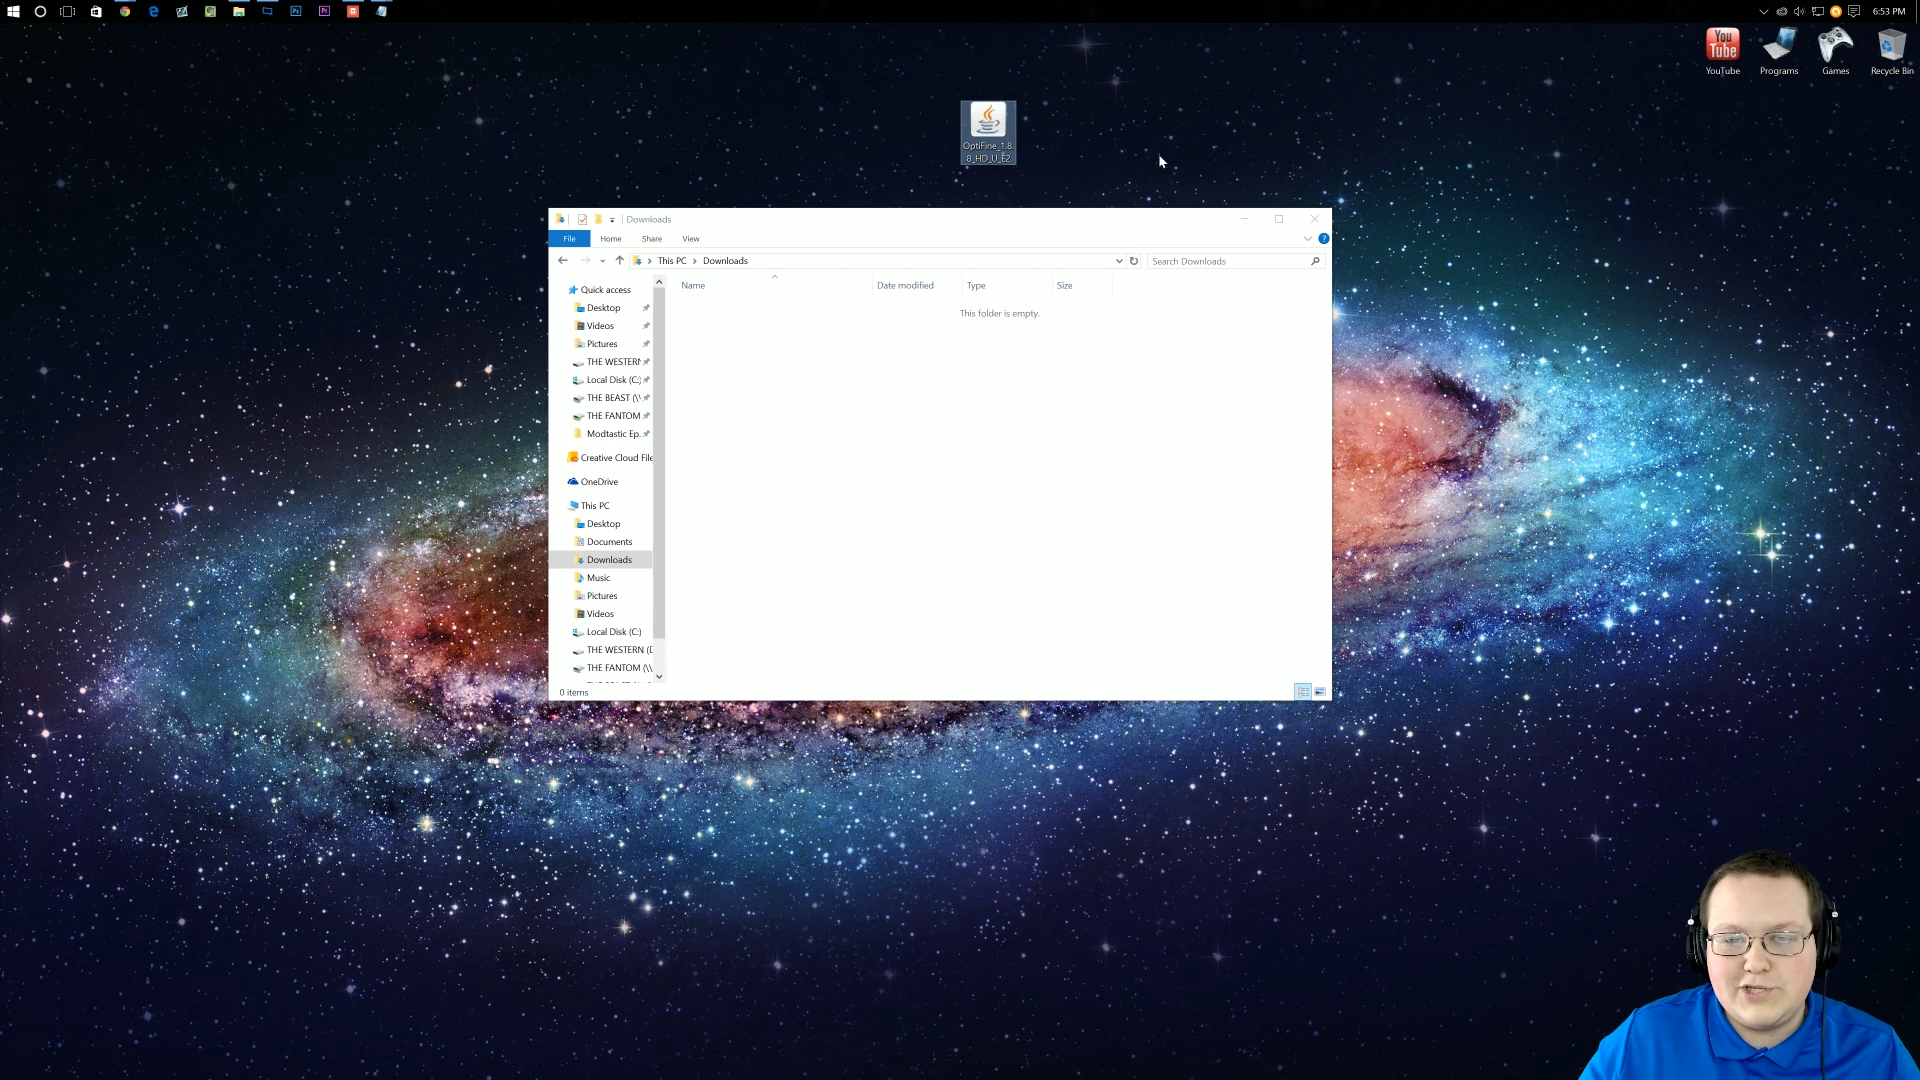 6:53 PM
YouTube
Programs
Games
Recycle Bin
OptiFine_1.8.
8_HD_U_E2
Downloads
File
Home
Share
View
This PC
Downloads
Search Downloads
Name
Date modified
Type
Size
This folder is empty.
Quick access
Desktop
Videos
Pictures
THE WESTERN
Local Disk (C:)
THE BEAST (\\
THE FANTOM
Modtastic Ep.
Creative Cloud File
OneDrive
This PC
Desktop
Documents
Downloads
Music
Pictures
Videos
Local Disk (C:)
THE WESTERN (D
THE FANTOM (\\
0 items